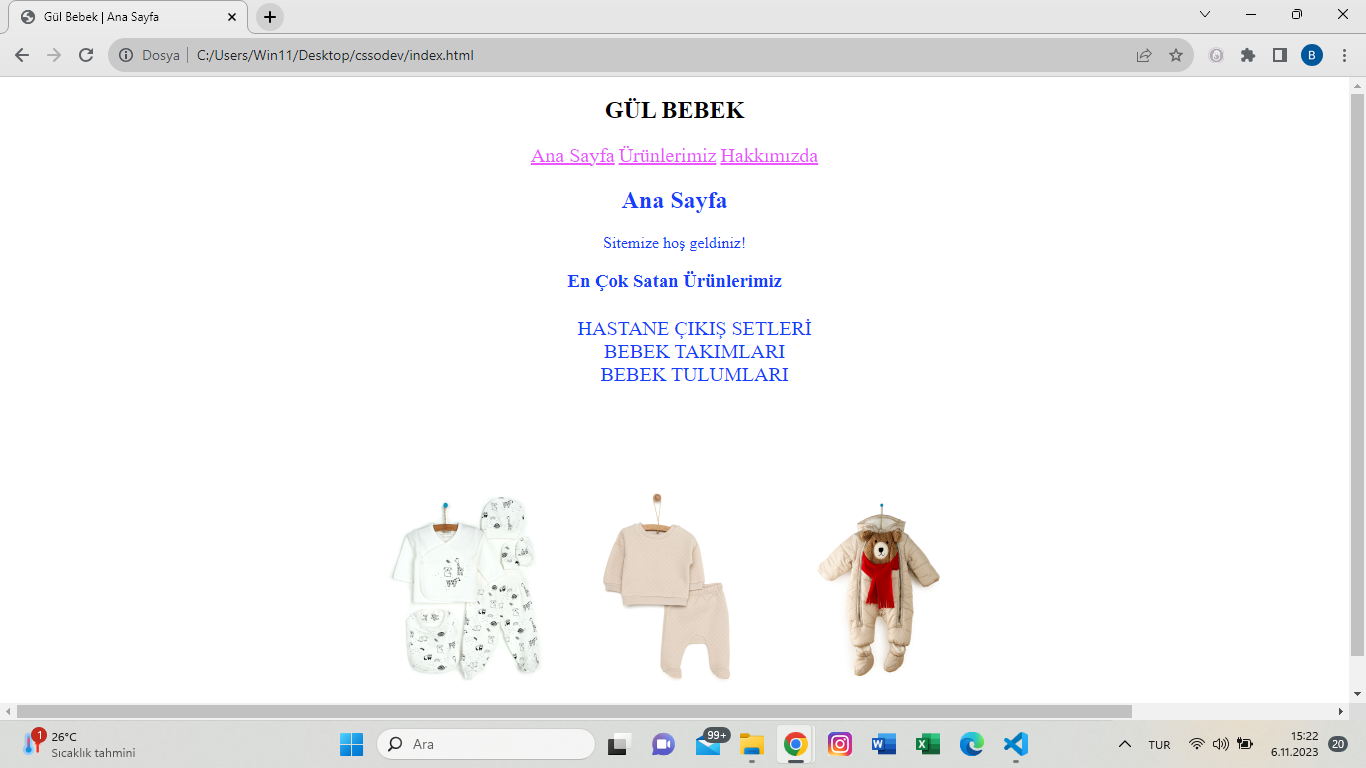 Gül Bebek | Ana Sayfa
Dosya C:/Users/Win11/Desktop/cssodev/index.html
B
GÜL BEBEK
Ana Sayfa Ürünlerimiz Hakkımızda
Ana Sayfa
Sitemize hoş geldiniz!
En Çok Satan Ürünlerimiz
HASTANE ÇIKIŞ SETLERİ
BEBEK TAKIMLARI
BEBEK TULUMLARI
1
26°C
Sıcaklık tahmini
Ara
99+
TUR
15:22
6.11.2023
20